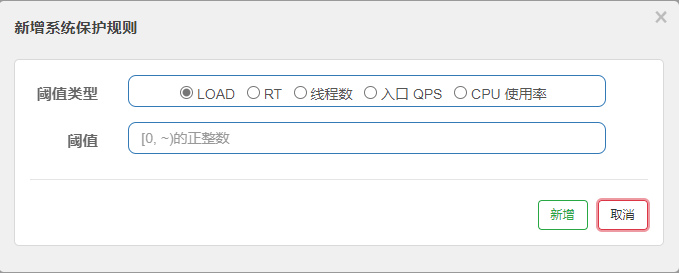 新增系统保护规则
×
阈值类型
LOAD RT 线程数 入口 QPS CPU 使用率
阈值
[0, ~)的正整数
新增 取消